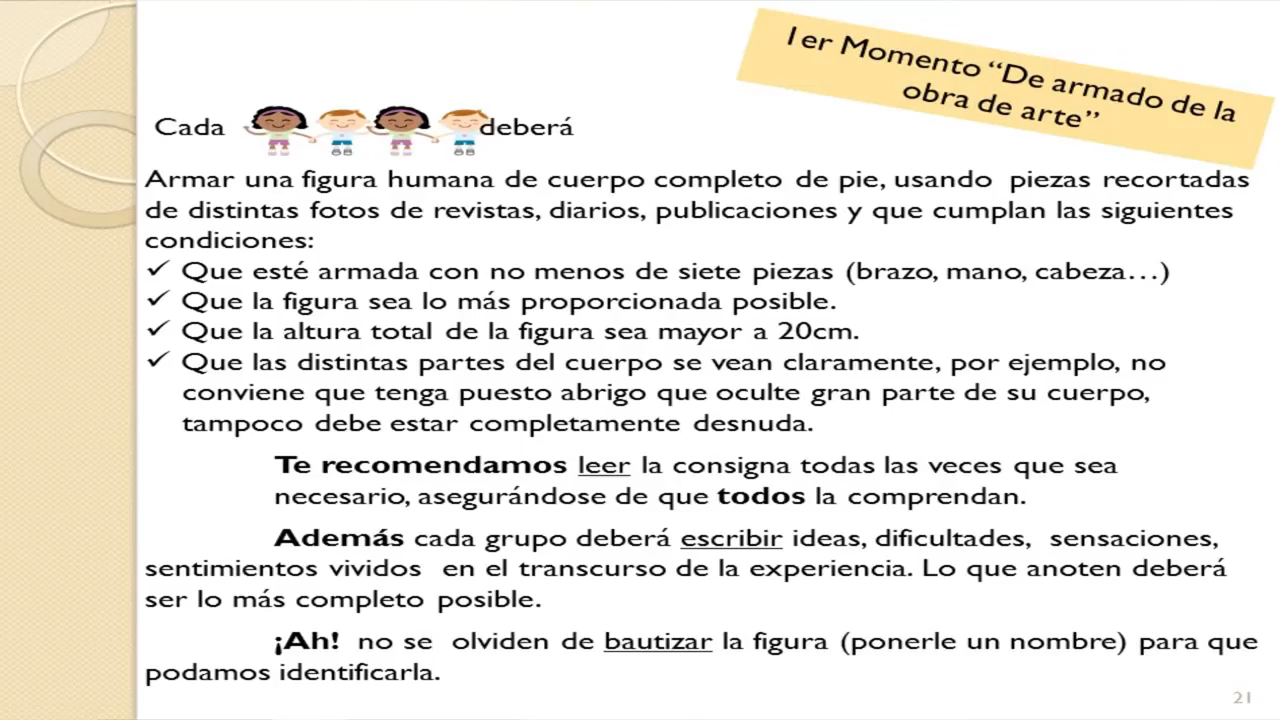 1er Momento “De armado de la
obra de arte”
Cada deberá
Armar una figura humana de cuerpo completo de pie, usando piezas recortadas
de distintas fotos de revistas, diarios, publicaciones y que cumplan las siguientes
condiciones:
✓ Que esté armada con no menos de siete piezas (brazo, mano, cabeza…)
✓ Que la figura sea lo más proporcionada posible.
✓ Que la altura total de la figura sea mayor a 20cm.
✓ Que las distintas partes del cuerpo se vean claramente, por ejemplo, no
conviene que tenga puesto abrigo que oculte gran parte de su cuerpo,
tampoco debe estar completamente desnuda.
Te recomendamos leer la consigna todas las veces que sea
necesario, asegurándose de que todos la comprendan.
Además cada grupo deberá escribir ideas, dificultades, sensaciones,
sentimientos vividos en el transcurso de la experiencia. Lo que anoten deberá
ser lo más completo posible.
¡Ah! no se olviden de bautizar la figura (ponerle un nombre) para que
podamos identificarla.
21